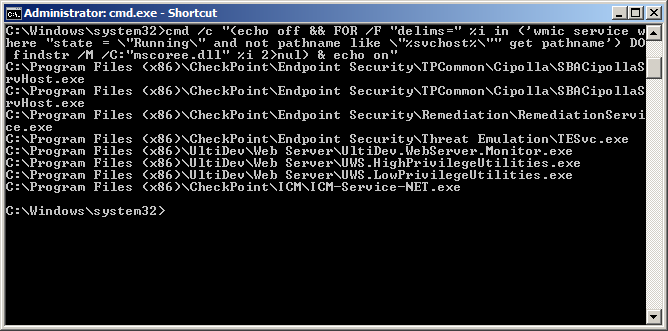 Administrator: cmd.exe - Shortcut
C:\Windows\system32>cmd /c "(echo off && FOR /F "delims=" %i in ('wmic service w
here "state = \"Running\" and not pathname like \"%svchost%\"" get pathname') DO
 findstr /M /C:"mscoree.dll" %i 2>nul) & echo on"
C:\Program Files (x86)\CheckPoint\Endpoint Security\TPCommon\Cipolla\SBACipollaS
rvHost.exe
C:\Program Files (x86)\CheckPoint\Endpoint Security\TPCommon\Cipolla\SBACipollaS
rvHost.exe
C:\Program Files (x86)\CheckPoint\Endpoint Security\Remediation\RemediationServi
ce.exe
C:\Program Files (x86)\CheckPoint\Endpoint Security\Threat Emulation\TESvc.exe
C:\Program Files (x86)\UltiDev\Web Server\UltiDev.WebServer.Monitor.exe
C:\Program Files (x86)\UltiDev\Web Server\UWS.HighPrivilegeUtilities.exe
C:\Program Files (x86)\UltiDev\Web Server\UWS.LowPrivilegeUtilities.exe
C:\Program Files (x86)\CheckPoint\ICM\ICM-Service-NET.exe
C:\Windows\system32>